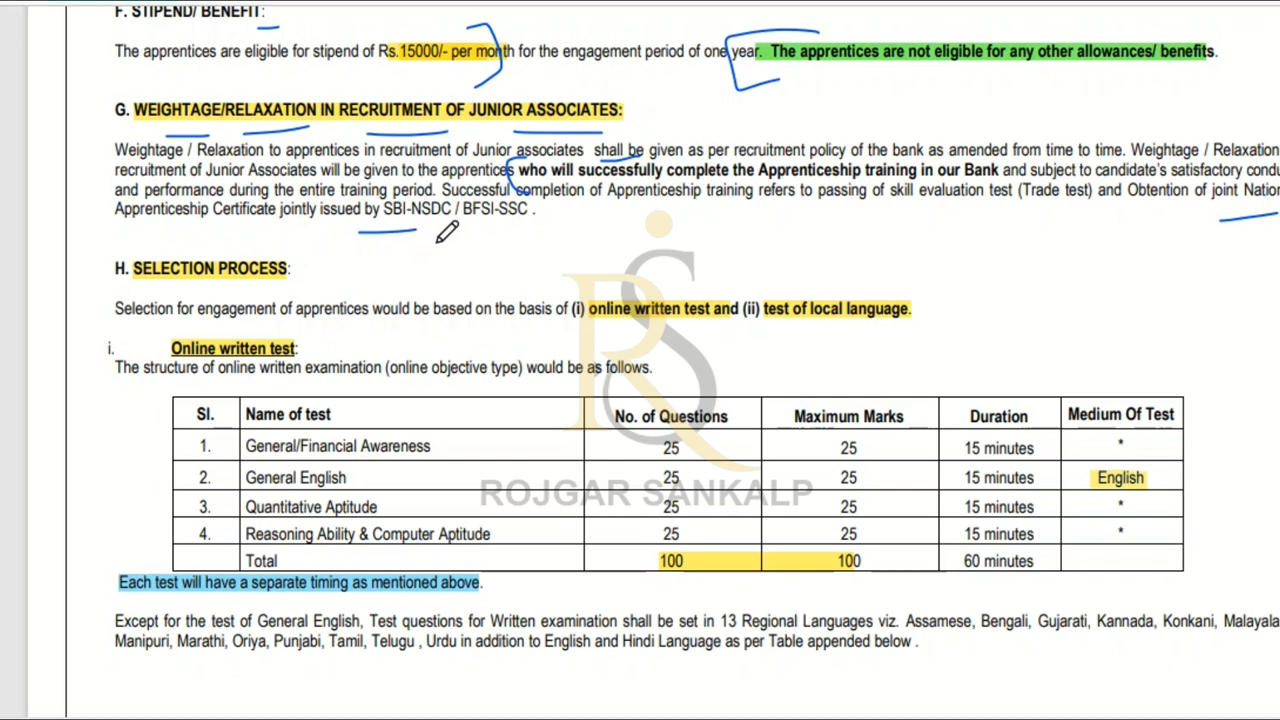 F. STIPEND/ BENEFIT:
The apprentices are eligible for stipend of Rs.15000/- per month for the engagement period of one year. The apprentices are not eligible for any other allowances/ benefits.
G. WEIGHTAGE/RELAXATION IN RECRUITMENT OF JUNIOR ASSOCIATES:
Weightage / Relaxation to apprentices in recruitment of Junior associates shall be given as per recruitment policy of the bank as amended from time to time. Weightage / Relaxation
recruitment of Junior Associates will be given to the apprentices who will successfully complete the Apprenticeship training in our Bank and subject to candidate's satisfactory condu
and performance during the entire training period. Successful completion of Apprenticeship training refers to passing of skill evaluation test (Trade test) and Obtention of joint Nation
Apprenticeship Certificate jointly issued by SBI-NSDC / BFSI-SSC .
H. SELECTION PROCESS:
Selection for engagement of apprentices would be based on the basis of (i) online written test and (ii) test of local language.
i. Online written test:
The structure of online written examination (online objective type) would be as follows.
Sl. Name of test No. of Questions Maximum Marks Duration Medium Of Test
1. General/Financial Awareness 25 25 15 minutes *
2. General English 25 25 15 minutes English
3. Quantitative Aptitude 25 25 15 minutes *
4. Reasoning Ability & Computer Aptitude 25 25 15 minutes *
Total 100 100 60 minutes
ROJGAR SANKALP
Each test will have a separate timing as mentioned above.
Except for the test of General English, Test questions for Written examination shall be set in 13 Regional Languages viz. Assamese, Bengali, Gujarati, Kannada, Konkani, Malayala
Manipuri, Marathi, Oriya, Punjabi, Tamil, Telugu , Urdu in addition to English and Hindi Language as per Table appended below .